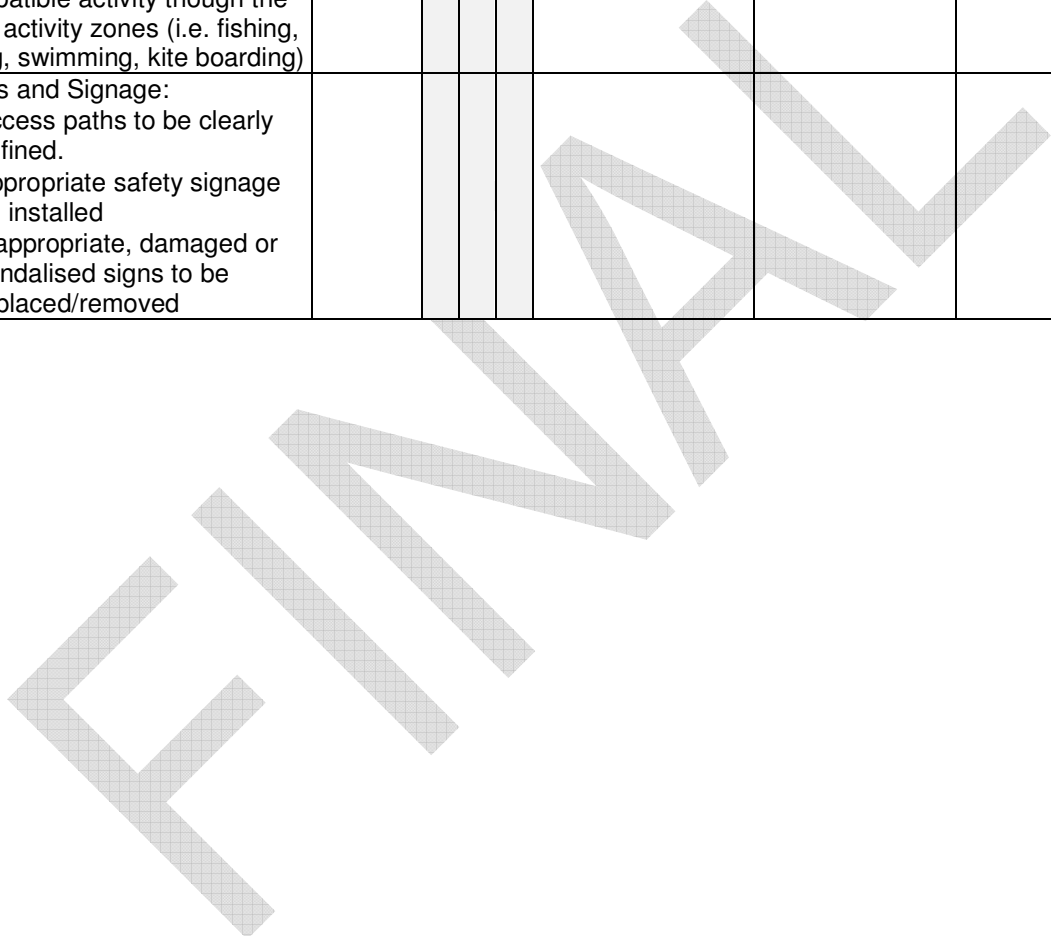 patible activity though the
activity zones (i.e. fishing,
g, swimming, kite boarding)
s and Signage:
ccess paths to be clearly
fined.
ppropriate safety signage
installed
appropriate, damaged or
ndalised signs to be
placed/removed
FINAL